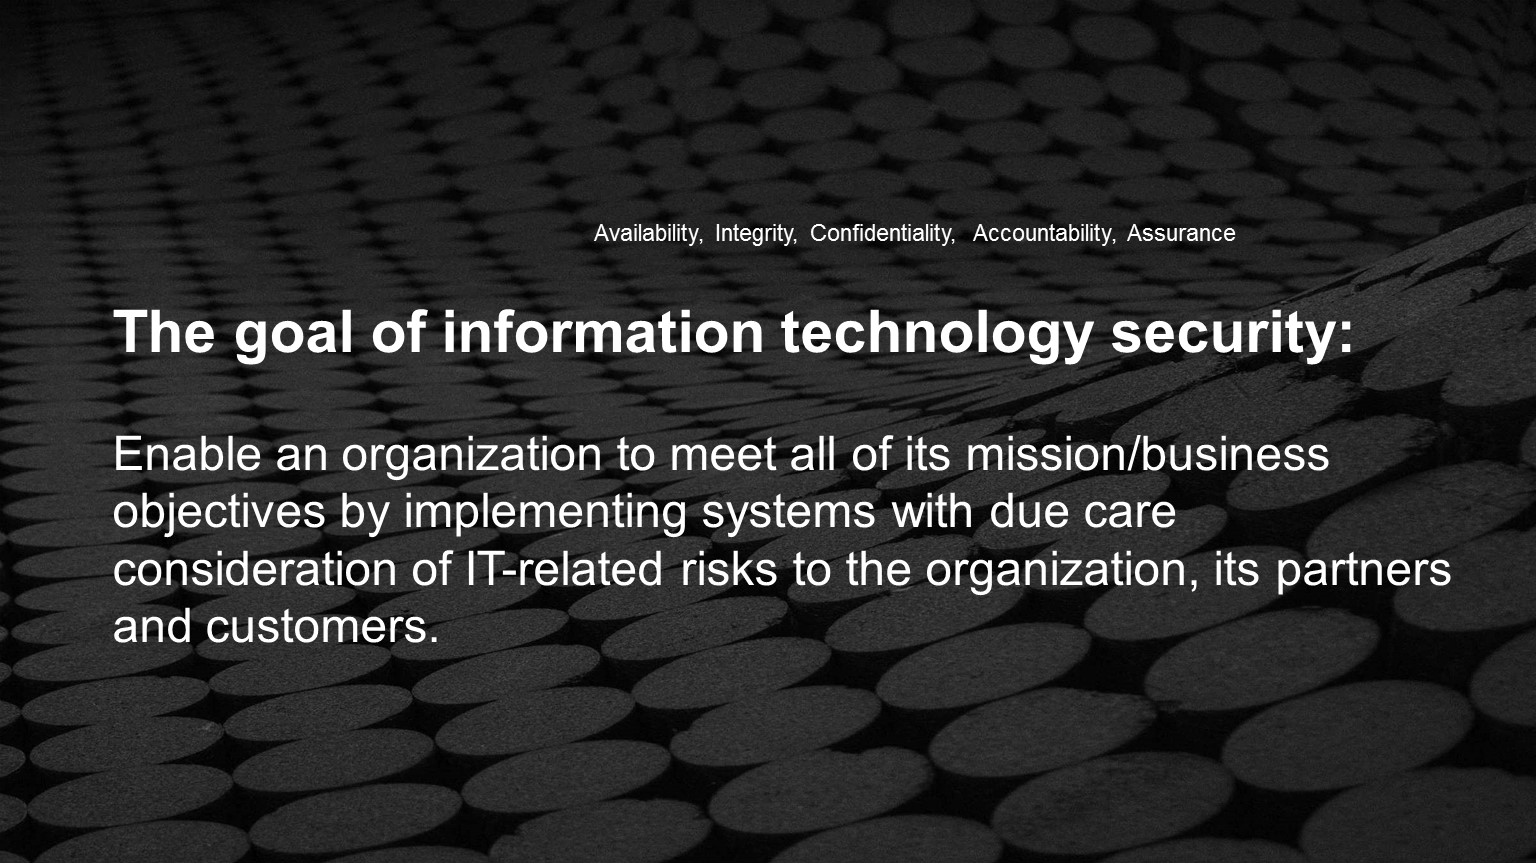 Availability, Integrity, Confidentiality, Accountability, Assurance
The goal of information technology security:
Enable an organization to meet all of its mission/business
objectives by implementing systems with due care
consideration of IT-related risks to the organization, its partners
and customers.